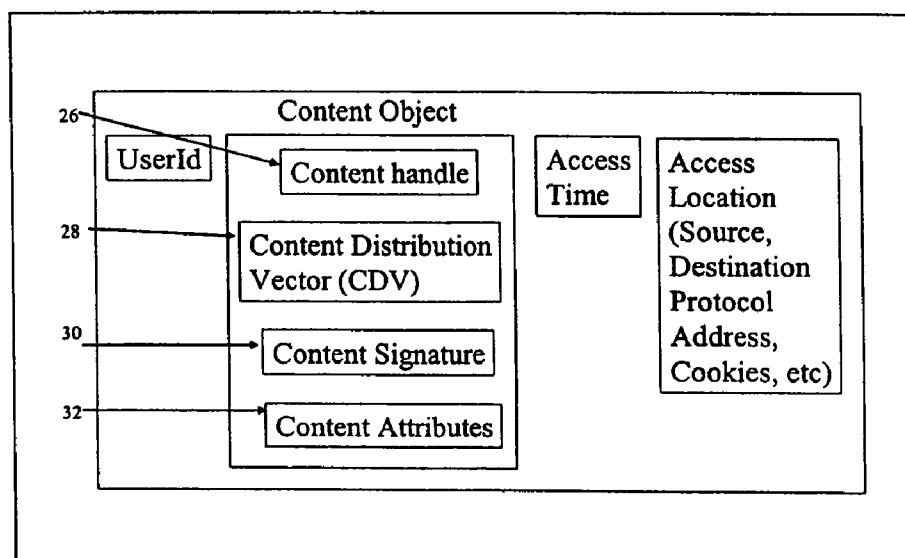 Content Object
26
UserId
Content handle
28
Content Distribution
Vector (CDV)
30
Content Signature
32
Content Attributes
Access
Time
Access
Location
(Source,
Destination
Protocol
Address,
Cookies, etc)